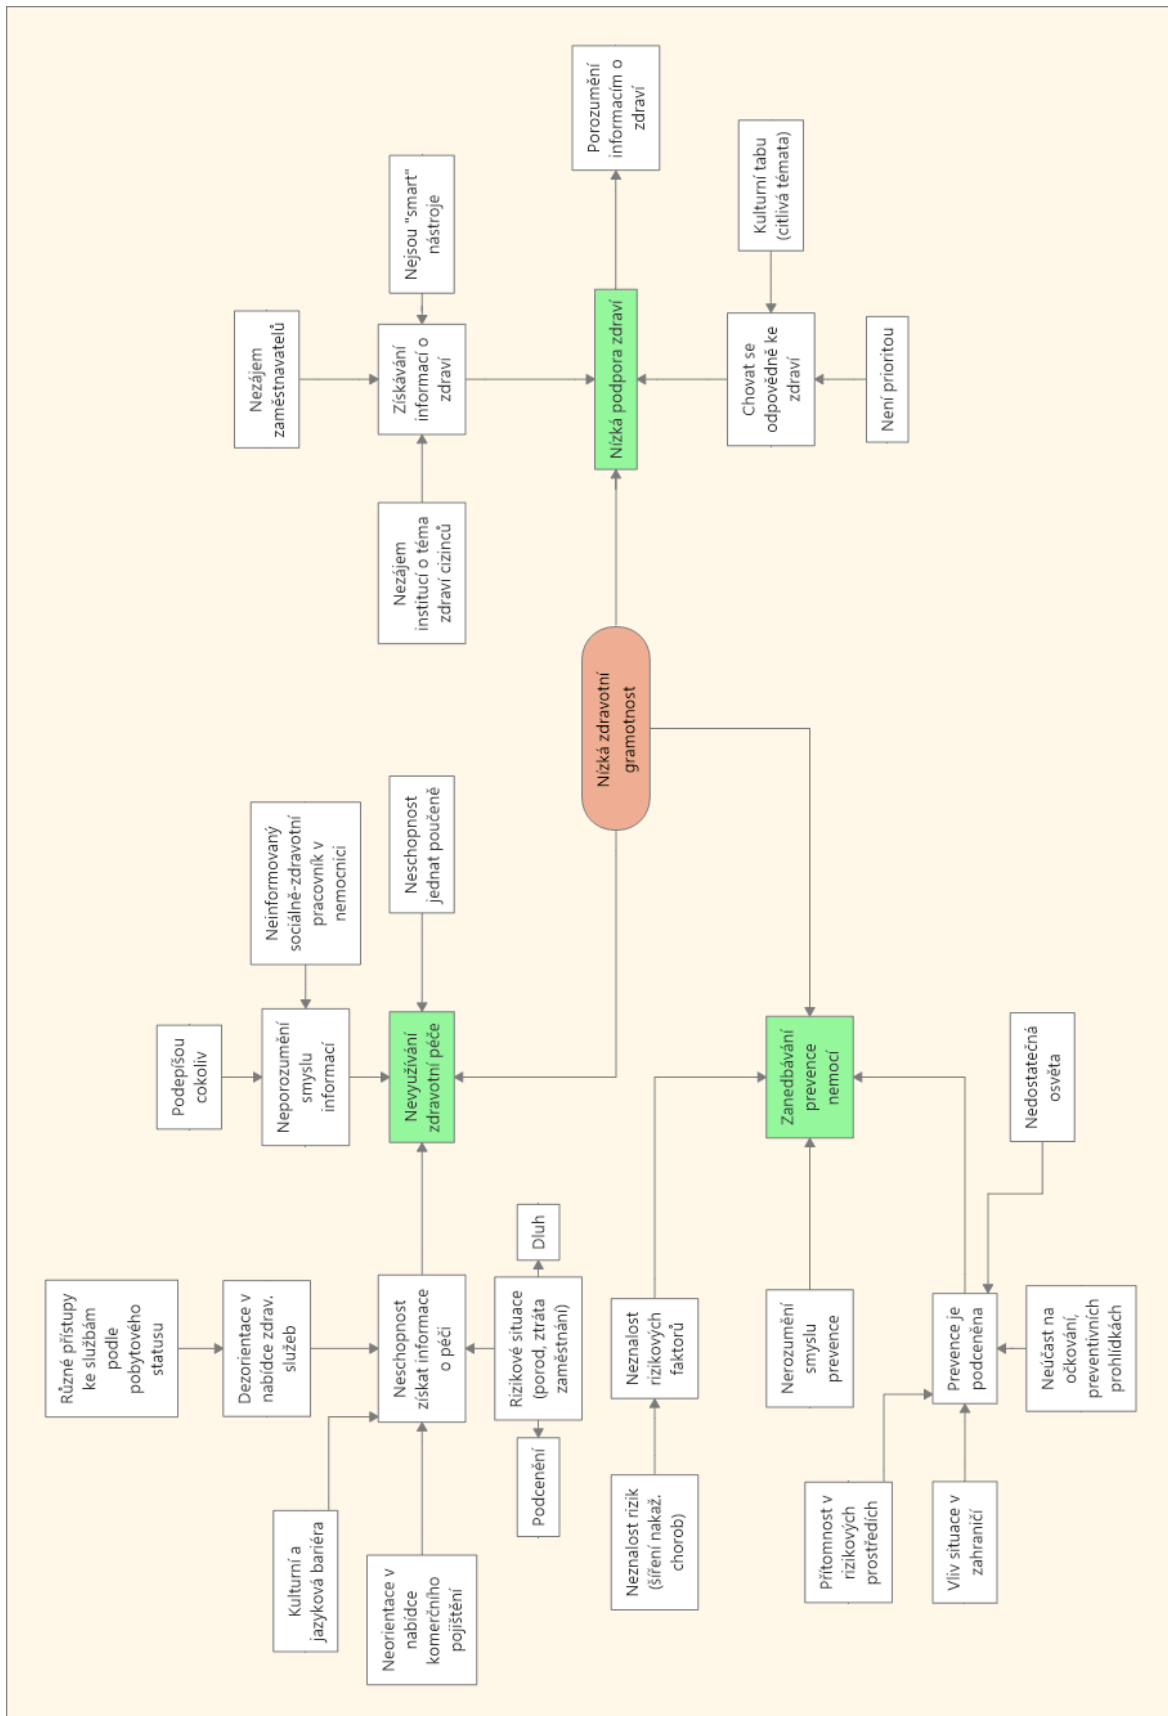 Různé přístupy
ke službám
podle
pobytového
statusu
Podepíšou
cokoliv
Dezorientace v
nabídce zdrav.
služeb
Nezájem
zaměstnavatelů
Kulturní a
jazyková bariéra
Neporozumění
smyslu
informací
Neinformovaný
sociálně-zdravotní
pracovník v
nemocnici
Neorientace v
nabídce
komerčního
pojištění
Neschopnost
získat informace
o péči
Nevyužívání
zdravotní péče
Neschopnost
jednat poučeně
Nezájem
institucí o téma
zdraví cizinců
Získávání
informací o
zdraví
Nejsou "smart"
nástroje
Rizikové situace
(porod, ztráta
zaměstnání)
Podcenění
Dluh
Nízká zdravotní
gramotnost
Nízká podpora zdraví
Porozumění
informacím o
zdraví
Neznalost rizik
(šíření nakaž.
chorob)
Neznalost
rizikových
faktorů
Nerozumění
smyslu
prevence
Zanedbávání
prevence
nemocí
Chovat se
odpovědně ke
zdraví
Kulturní tabu
(citlivá témata)
Přítomnost v
rizikových
prostředích
Není prioritou
Vliv situace v
zahraničí
Prevence je
podceněna
Nedostatečná
osvěta
Neúčast na
očkování,
preventivních
prohlídkách